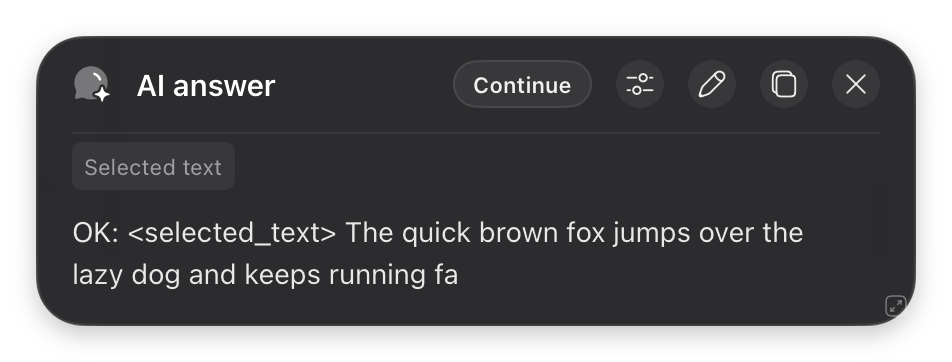 AI answer
Continue
Selected text
OK: <selected_text> The quick brown fox jumps over the
lazy dog and keeps running fa